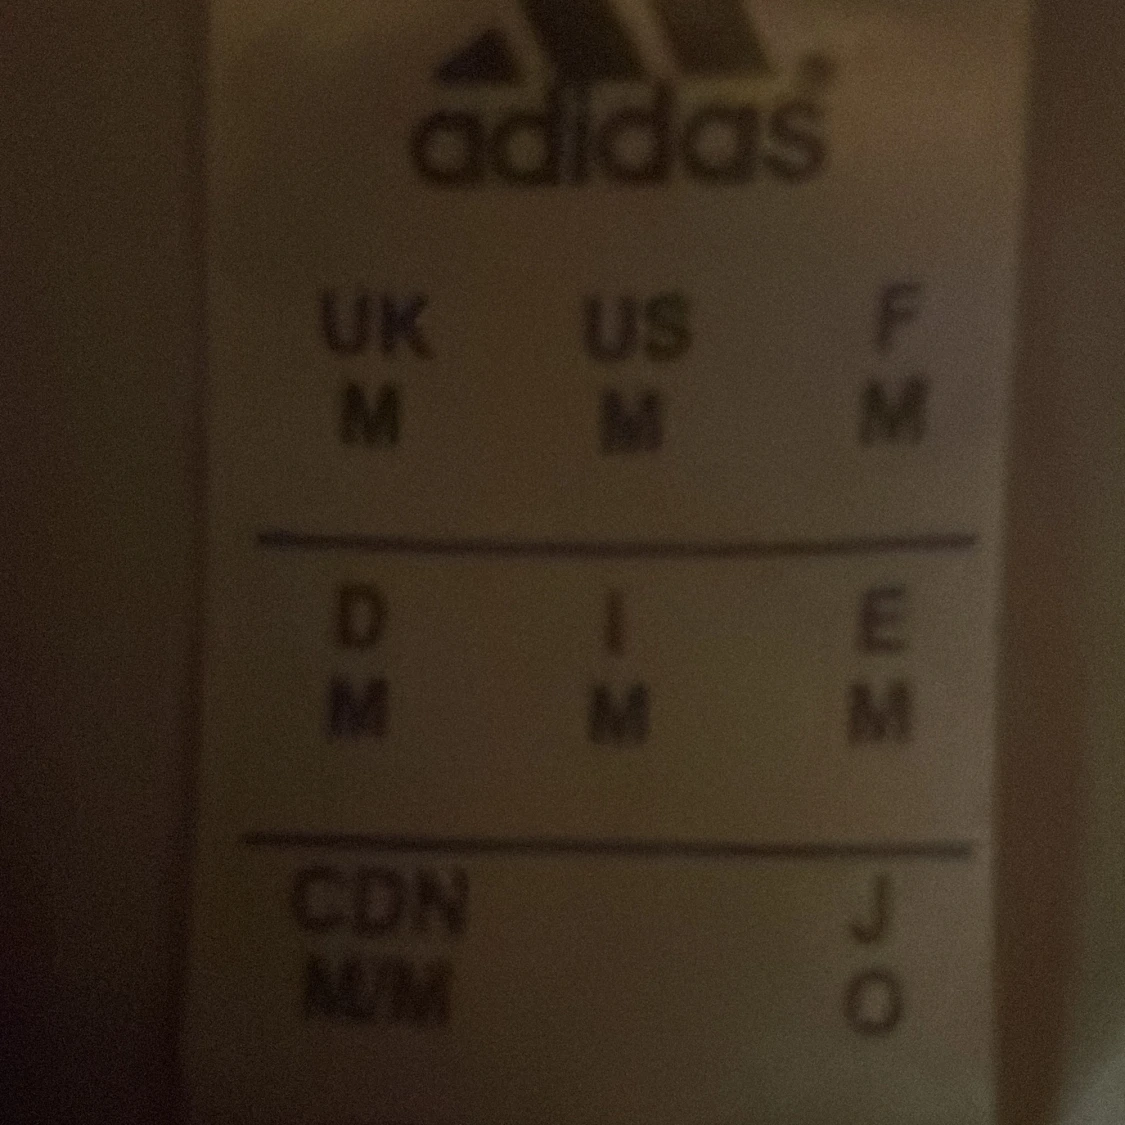 adidas
UK US F
M M M
D I E
M M M
CDN J
M/M O